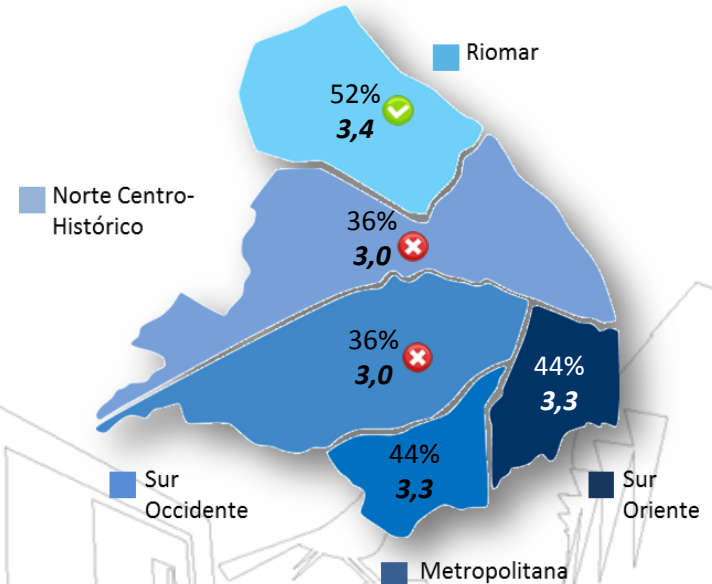 Riomar
52%
3,4
Norte Centro-
Histórico
36%
3,0
36%
3,0
44%
3,3
44%
3,3
Sur
Occidente
Sur
Oriente
Metropolitana